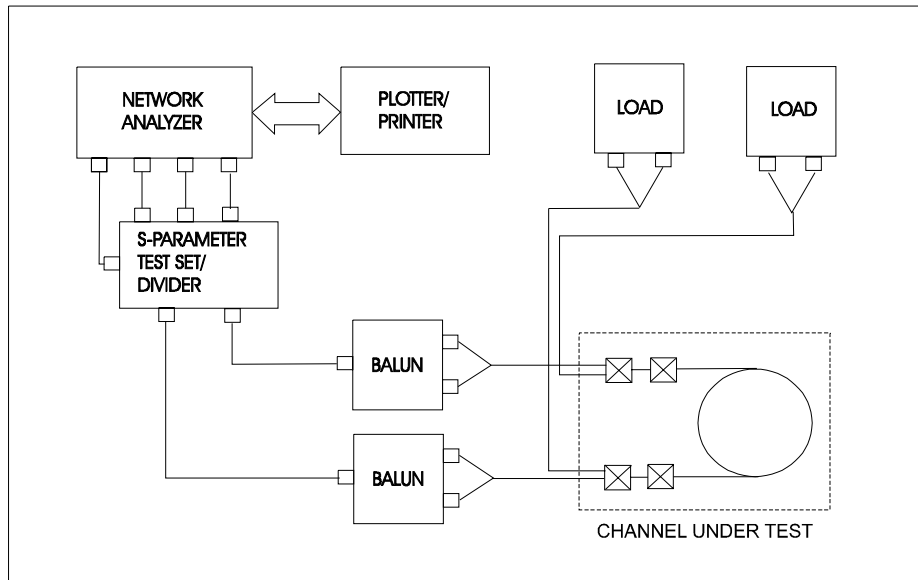 NETWORK
ANALYZER
PLOTTER/
PRINTER
LOAD
LOAD
S-PARAMETER
TEST SET/
DIVIDER
BALUN
BALUN
CHANNEL UNDER TEST